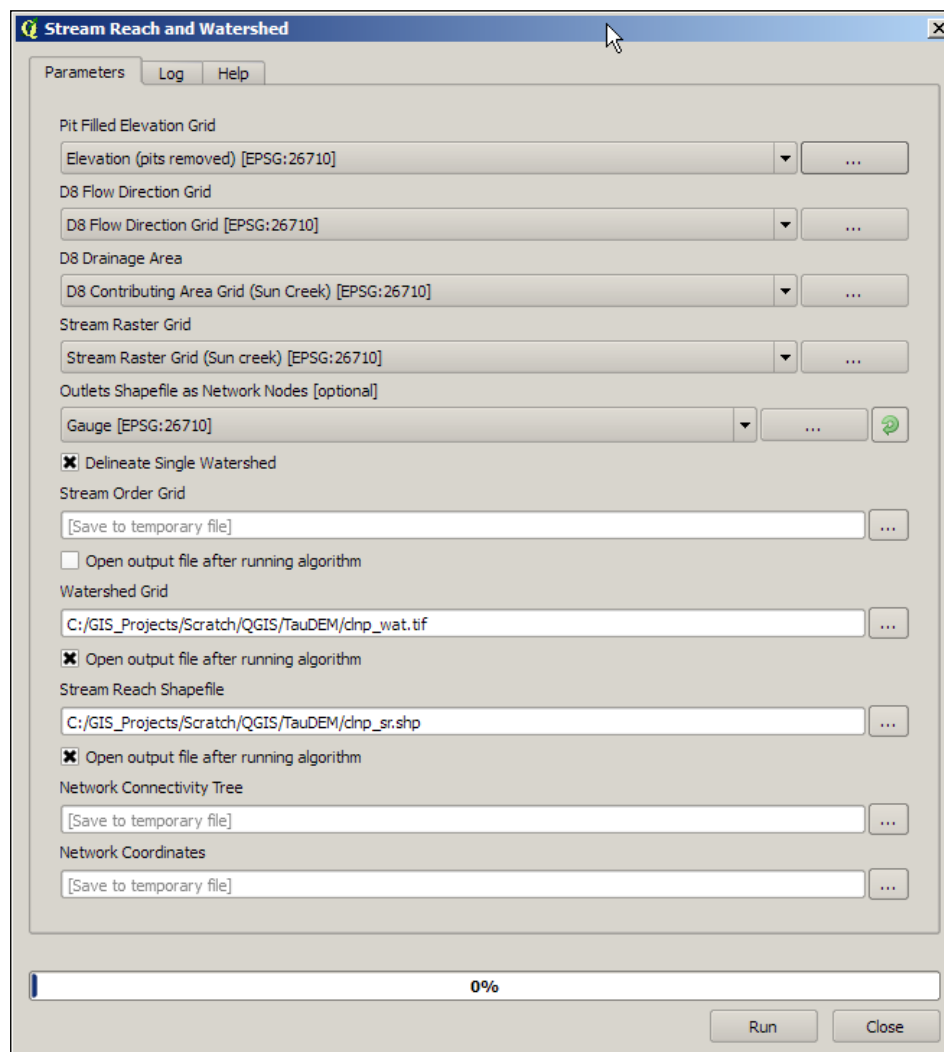 Stream Reach and Watershed
Parameters Log Help
Pit Filled Elevation Grid
Elevation (pits removed) [EPSG:26710] ...
D8 Flow Direction Grid
D8 Flow Direction Grid [EPSG:26710] ...
D8 Drainage Area
D8 Contributing Area Grid (Sun Creek) [EPSG:26710] ...
Stream Raster Grid
Stream Raster Grid (Sun creek) [EPSG:26710] ...
Outlets Shapefile as Network Nodes [optional]
Gauge [EPSG:26710] ...
Delineate Single Watershed
Stream Order Grid
[Save to temporary file] ...
Open output file after running algorithm
Watershed Grid
C:/GIS_Projects/Scratch/QGIS/TauDEM/clnp_wat.tif ...
Open output file after running algorithm
Stream Reach Shapefile
C:/GIS_Projects/Scratch/QGIS/TauDEM/clnp_sr.shp ...
Open output file after running algorithm
Network Connectivity Tree
[Save to temporary file] ...
Network Coordinates
[Save to temporary file] ...
0%
Run Close